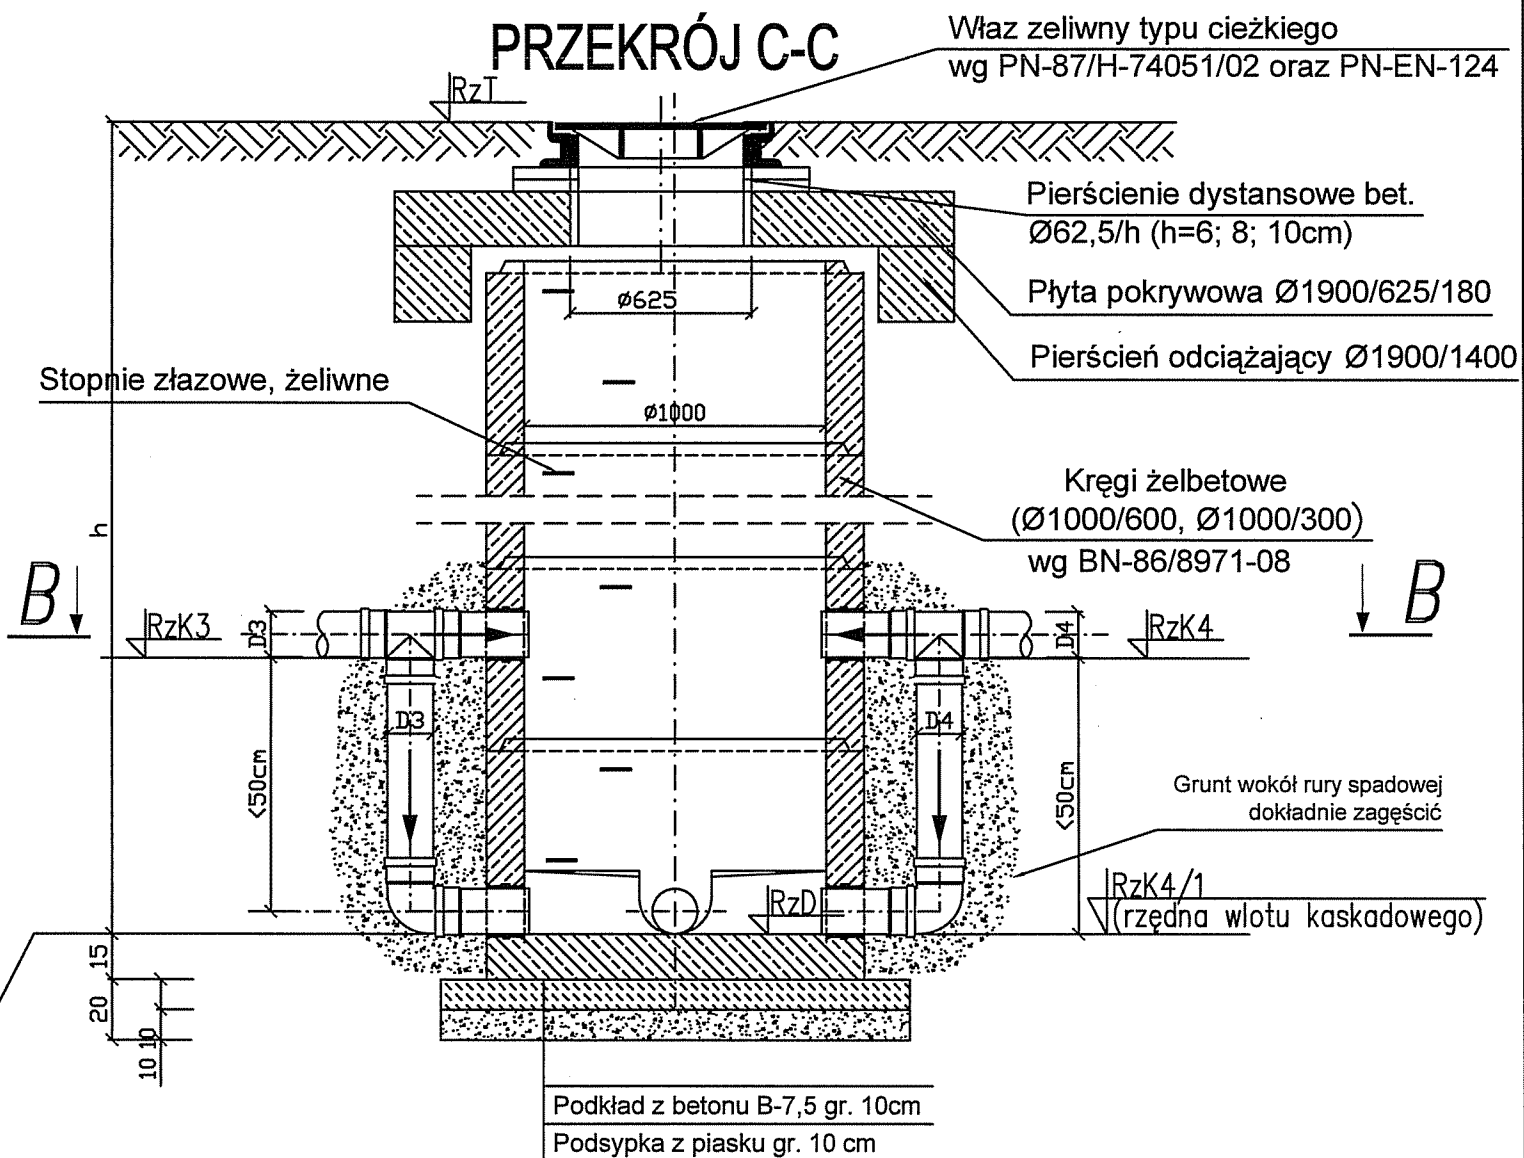 PRZEKRÓJ C-C
Właz zeliwny typu cieżkiego
wg PN-87/H-74051/02 oraz PN-EN-124
RzT
Pierścienie dystansowe bet.
Ø62,5/h (h=6; 8; 10cm)
Płyta pokrywowa Ø1900/625/180
Ø625
Pierścień odciążający Ø1900/1400
Stopnie złazowe, żeliwne
Ø1000
Kręgi żelbetowe
(Ø1000/600, Ø1000/300)
wg BN-86/8971-08
h
B
B
RzK3
D3
D4
RzK4
D3
D4
<50cm
<50cm
Grunt wokół rury spadowej
dokładnie zagęścić
RzD
RzK4/1
(rzędna wlotu kaskadowego)
15
20
10
10
Podkład z betonu B-7,5 gr. 10cm
Podsypka z piasku gr. 10 cm